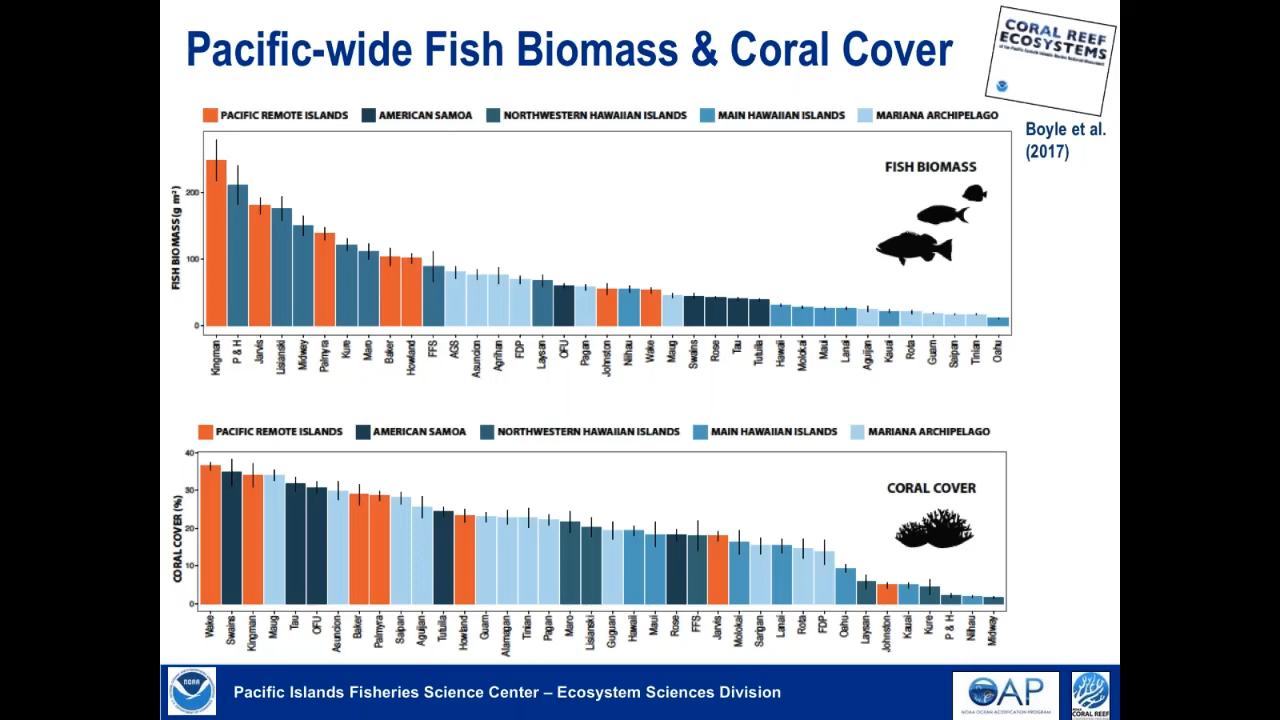 Pacific-wide Fish Biomass & Coral Cover
CORAL REEF
ECOSYSTEMS
Boyle et al.
(2017)
PACIFIC REMOTE ISLANDS AMERICAN SAMOA NORTHWESTERN HAWAIIAN ISLANDS MAIN HAWAIIAN ISLANDS MARIANA ARCHIPELAGO
FISH BIOMASS
FISH BIOMASS (g m²)
200
100
0
Kingman P & H Jarvis Lisianski Midway Palmyra Kure Maro Baker Howland FFS AGS Asuncion Agrihan FDP Laysan OFU Pagan Johnston Niihau Wake Maug Swains Rose Tau Tutuila Hawaii Molokai Maui Lanai Aguijan Kauai Rota Guam Saipan Tinian Oahu
PACIFIC REMOTE ISLANDS AMERICAN SAMOA NORTHWESTERN HAWAIIAN ISLANDS MAIN HAWAIIAN ISLANDS MARIANA ARCHIPELAGO
CORAL COVER
CORAL COVER (%)
40
30
20
10
0
Wake Swains Kingman Maug Tau OFU Asuncion Baker Palmyra Saipan Aguijan Tutuila Howland Guam Alamagan Tinian Pagan Maro Lisianski Guguan Hawaii Maui Rose FFS Jarvis Molokai Sarigan Lanai Rota FDP Oahu Laysan Johnston Kauai Kure P & H Niihau Midway
NOAA
Pacific Islands Fisheries Science Center – Ecosystem Sciences Division
OAP
NOAA OCEAN ACIDIFICATION PROGRAM
CORAL REEF